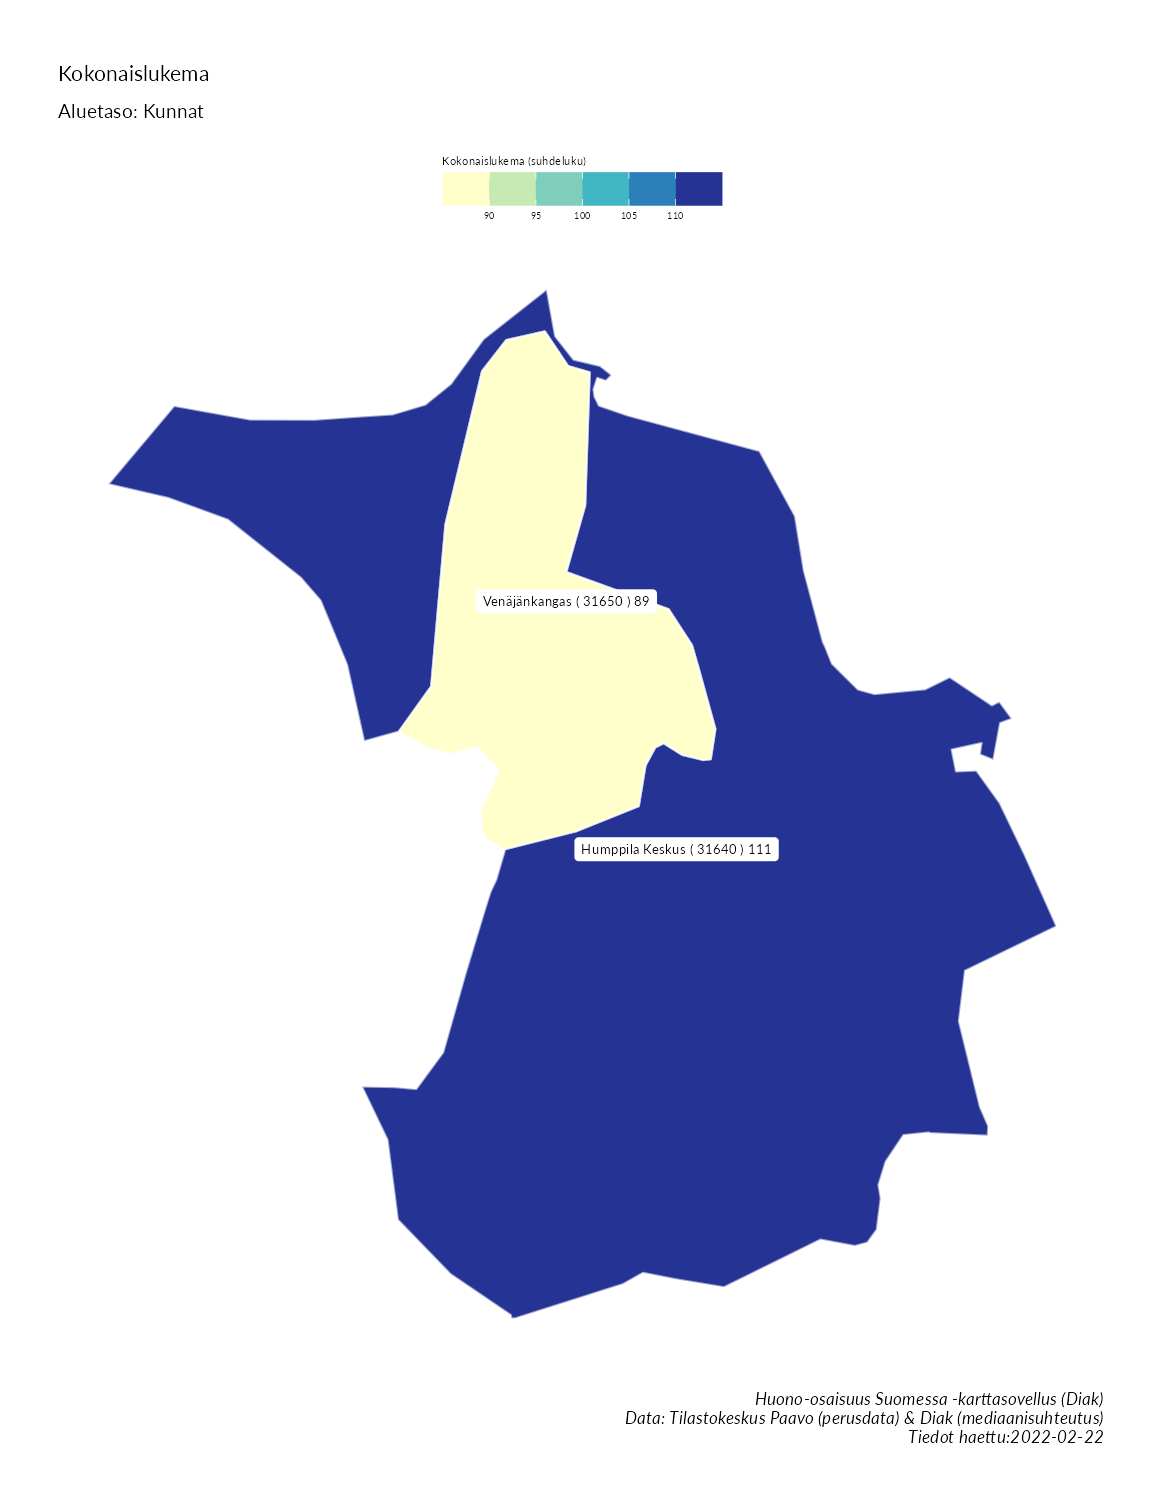 Kokonaislukema
Aluetaso: Kunnat
Kokonaislukema (suhdeluku)
90 95 100 105 110
Venäjänkangas ( 31650 ) 89
Humppila Keskus ( 31640 ) 111
Huono-osaisuus Suomessa -karttasovellus (Diak)
Data: Tilastokeskus Paavo (perusdata) & Diak (mediaanisuhteutus)
Tiedot haettu:2022-02-22